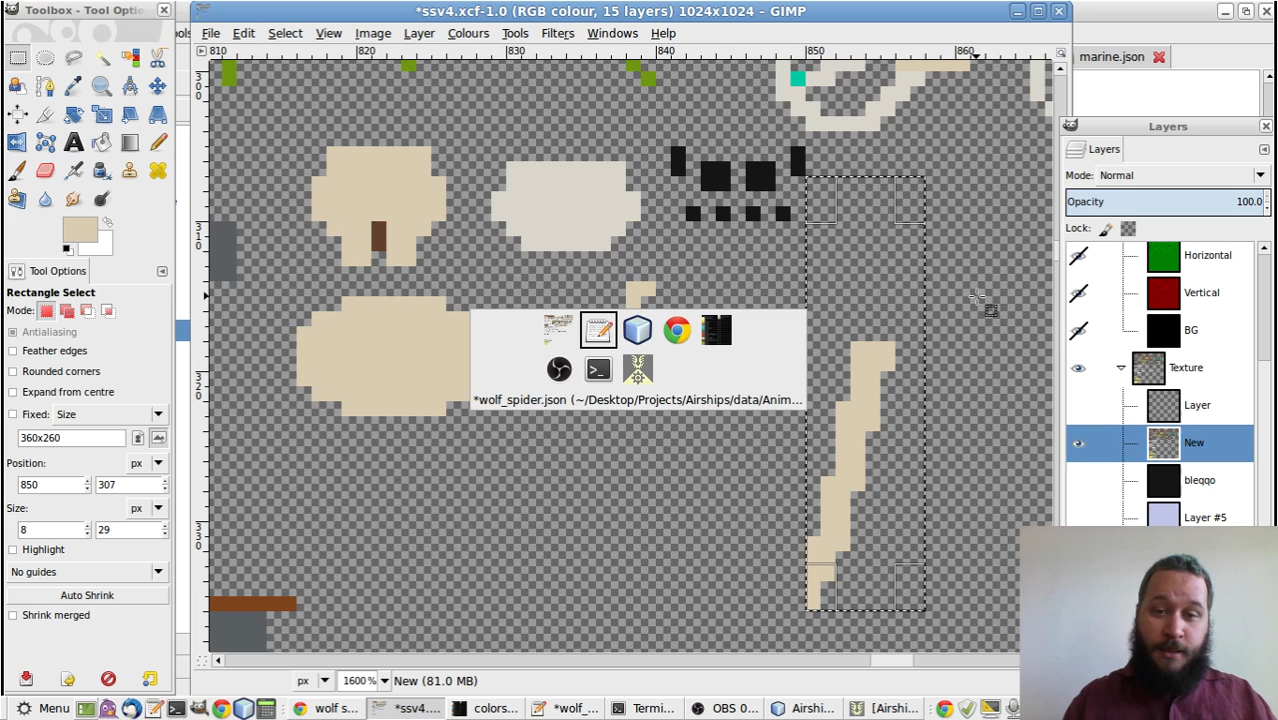 Toolbox - Tool Opti...
*ssv4.xcf-1.0 (RGB colour, 15 layers) 1024x1024 – GIMP
File Edit Select View Image Layer Colours Tools Filters Windows Help
marine.json
810 820 830 840 850 860
300
310
320
330
Tool Options
Rectangle Select
Mode:
Antialiasing
Feather edges
Rounded corners
Expand from centre
Fixed: Size
360x260
Position: px
850 307
Size: px
8 29
Highlight
No guides
Auto Shrink
Shrink merged
*wolf_spider.json (~/Desktop/Projects/Airships/data/Anim...
Layers
Layers
Mode: Normal
Opacity 100.0
Lock:
Horizontal
Vertical
BG
Texture
Layer
New
bleqqo
Layer #5
px 1600% New (81.0 MB)
Menu wolf s... *ssv4.... colors... *wolf_... Termi... OBS 0... Airshi... [Airshi...